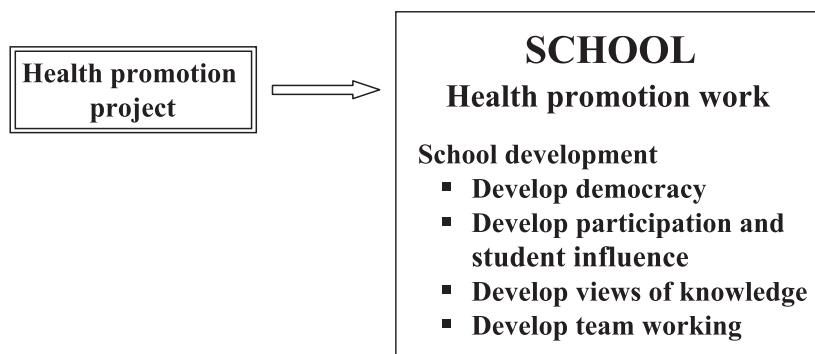 Health promotion
project
SCHOOL
Health promotion work
School development
▪ Develop democracy
▪ Develop participation and
student influence
▪ Develop views of knowledge
▪ Develop team working